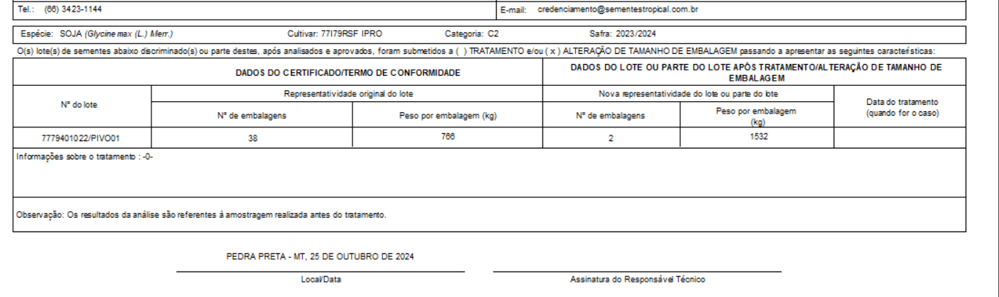 Tel.: (66) 3423-1144 E-mail: credenciamento@sementestropical.com.br
Espécie: SOJA (Glycine max (L.) Merr.) Cultivar: 77I79RSF IPRO Categoria: C2 Safra: 2023/2024
O(s) lote(s) de sementes abaixo discriminado(s) ou parte destes, após analisados e aprovados, foram submetidos a ( ) TRATAMENTO e/ou ( x ) ALTERAÇÃO DE TAMANHO DE EMBALAGEM passando a apresentar as seguintes características:
DADOS DO CERTIFICADO/TERMO DE CONFORMIDADE
DADOS DO LOTE OU PARTE DO LOTE APÓS TRATAMENTO/ALTERAÇÃO DE TAMANHO DE
EMBALAGEM
Nº do lote
Representatividade original do lote
Nova representatividade do lote ou parte do lote
Data do tratamento
(quando for o caso)
Nº de embalagens
Peso por embalagem (kg)
Nº de embalagens
Peso por embalagem
(kg)
7779401022/PIVO01 38 766 2 1532
Informações sobre o tratamento : -0-
Observação: Os resultados da análise são referentes à amostragem realizada antes do tratamento.
PEDRA PRETA - MT, 25 DE OUTUBRO DE 2024
Local/Data
Assinatura do Responsável Técnico